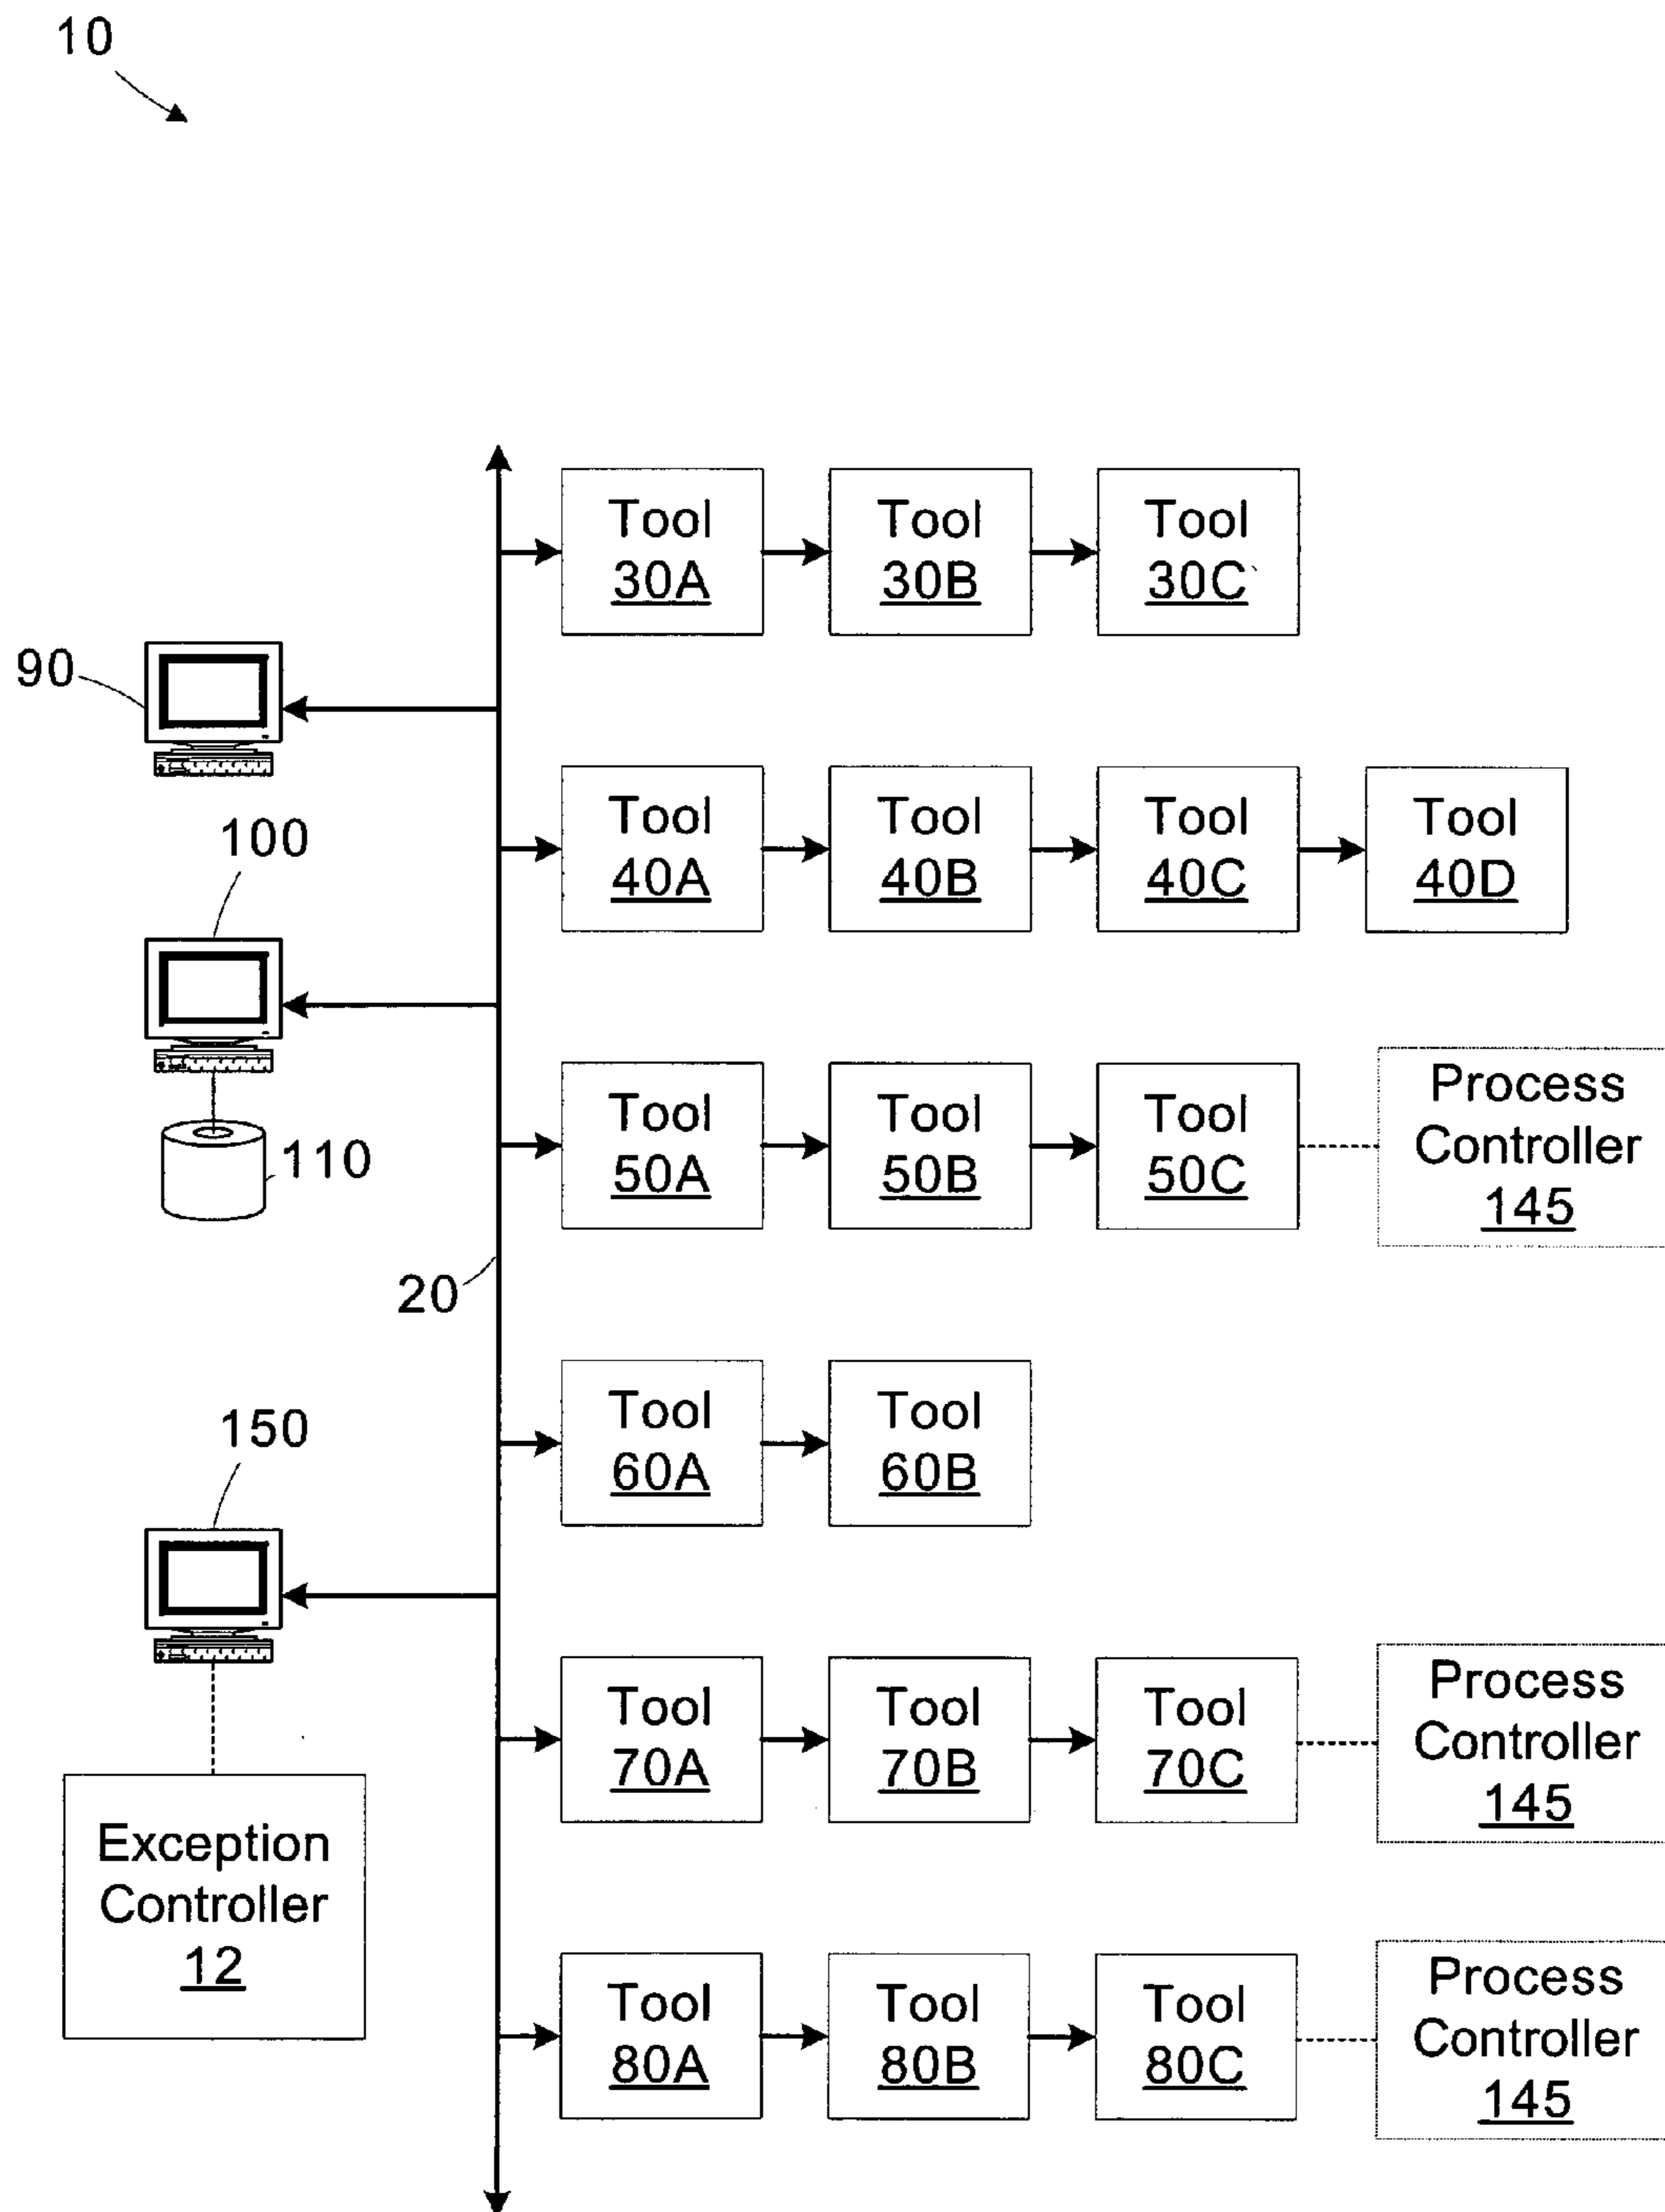 10
Tool
30A
Tool
30B
Tool
30C
90
Tool
40A
Tool
40B
Tool
40C
Tool
40D
100
Tool
50A
Tool
50B
Tool
50C
Process
Controller
145
110
20
Tool
60A
Tool
60B
150
Tool
70A
Tool
70B
Tool
70C
Process
Controller
145
Exception
Controller
12
Tool
80A
Tool
80B
Tool
80C
Process
Controller
145